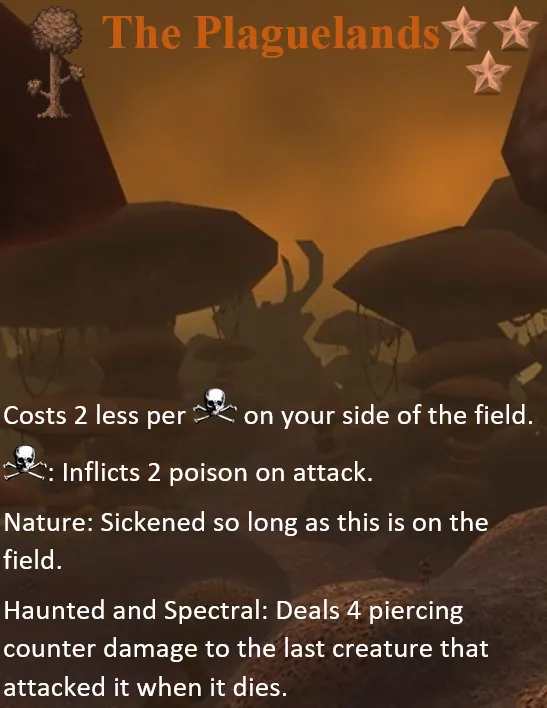 The Plaguelands
Costs 2 less per on your side of the field.
: Inflicts 2 poison on attack.
Nature: Sickened so long as this is on the
field.
Haunted and Spectral: Deals 4 piercing
counter damage to the last creature that
attacked it when it dies.